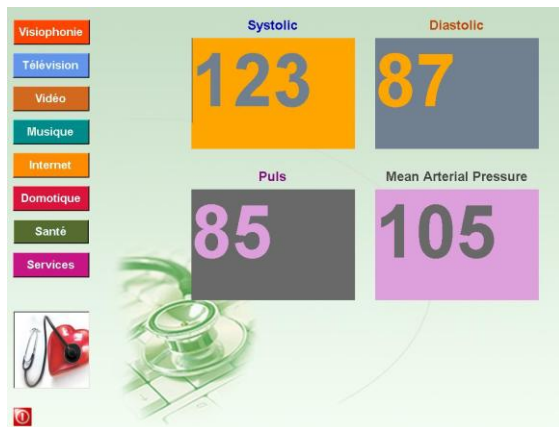 Visiophonie
Télévision
Vidéo
Musique
Internet
Domotique
Santé
Services
Systolic
Diastolic
123
87
Puls
Mean Arterial Pressure
85
105